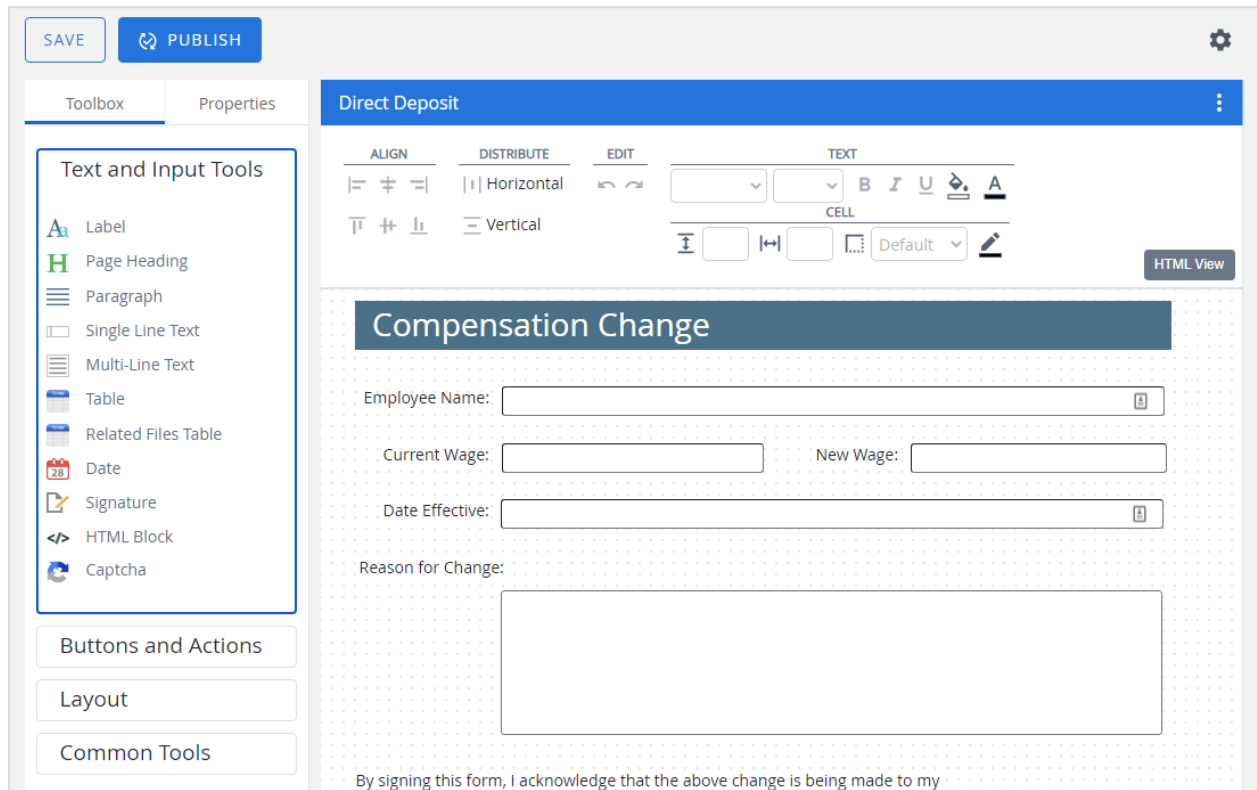 SAVE
PUBLISH
Toolbox
Properties
Text and Input Tools
Aa Label
H Page Heading
Paragraph
Single Line Text
Multi-Line Text
Table
Related Files Table
28 Date
Signature
</> HTML Block
Captcha
Buttons and Actions
Layout
Common Tools
Direct Deposit
ALIGN DISTRIBUTE EDIT TEXT
Horizontal
B I U A
CELL
Vertical
Default
HTML View
Compensation Change
Employee Name:
Current Wage: New Wage:
Date Effective:
Reason for Change:
By signing this form, I acknowledge that the above change is being made to my